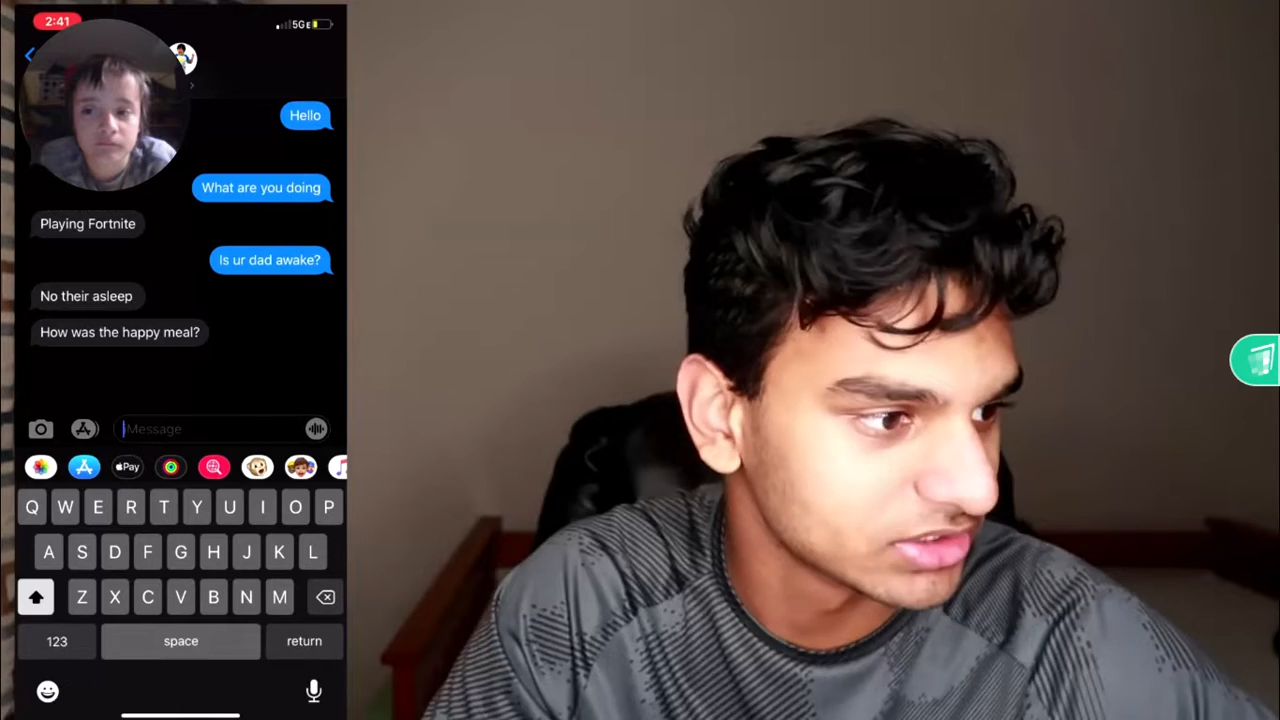 2:41
5GE
Hello
What are you doing
Playing Fortnite
Is ur dad awake?
No their asleep
How was the happy meal?
Message
Pay
Q W E R T Y U I O P
A S D F G H J K L
Z X C V B N M
123 space return